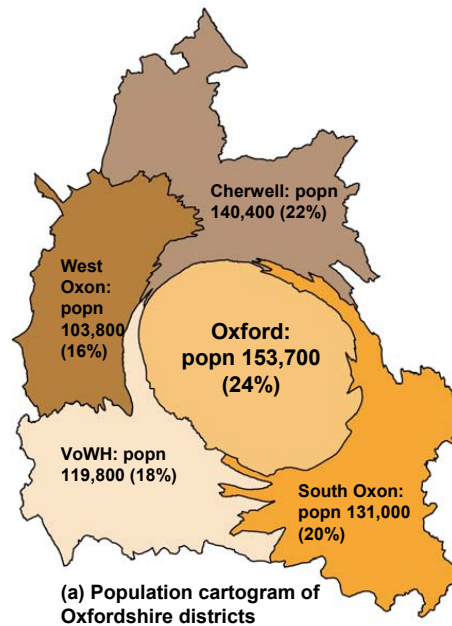 Cherwell: popn
140,400 (22%)
West
Oxon:
popn
103,800
(16%)
Oxford:
popn 153,700
(24%)
VoWH: popn
119,800 (18%)
South Oxon:
popn 131,000
(20%)
(a) Population cartogram of
Oxfordshire districts